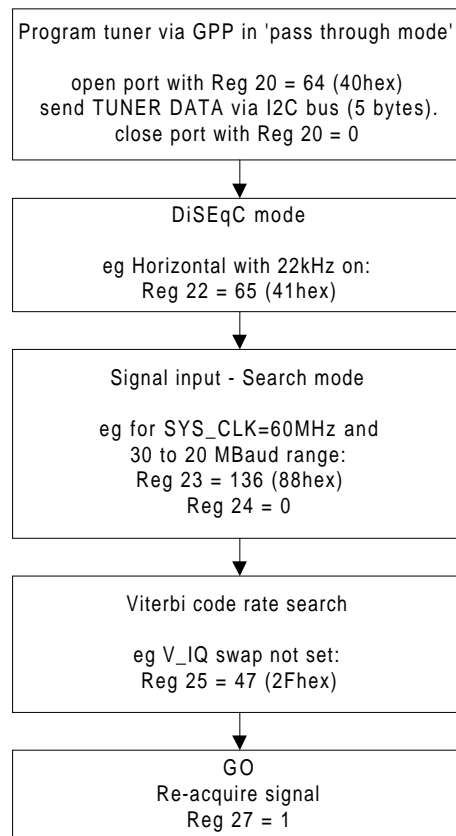 Program tuner via GPP in 'pass through mode'
open port with Reg 20 = 64 (40hex)
send TUNER DATA via I2C bus (5 bytes).
close port with Reg 20 = 0
DiSEqC mode
eg Horizontal with 22kHz on:
Reg 22 = 65 (41hex)
Signal input - Search mode
eg for SYS_CLK=60MHz and
30 to 20 MBaud range:
Reg 23 = 136 (88hex)
Reg 24 = 0
Viterbi code rate search
eg V_IQ swap not set:
Reg 25 = 47 (2Fhex)
GO
Re-acquire signal
Reg 27 = 1